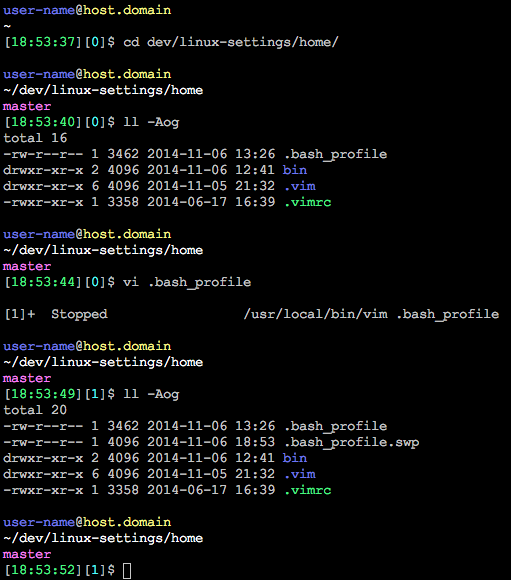 user-name@host.domain
~
[18:53:37][0]$ cd dev/linux-settings/home/
user-name@host.domain
~/dev/linux-settings/home
master
[18:53:40][0]$ ll -Aog
total 16
-rw-r--r-- 1 3462 2014-11-06 13:26 .bash_profile
drwxr-xr-x 2 4096 2014-11-06 12:41 bin
drwxr-xr-x 6 4096 2014-11-05 21:32 .vim
-rwxr-xr-x 1 3358 2014-06-17 16:39 .vimrc
user-name@host.domain
~/dev/linux-settings/home
master
[18:53:44][0]$ vi .bash_profile
[1]+  Stopped                 /usr/local/bin/vim .bash_profile
user-name@host.domain
~/dev/linux-settings/home
master
[18:53:49][1]$ ll -Aog
total 20
-rw-r--r-- 1 3462 2014-11-06 13:26 .bash_profile
-rw-r--r-- 1 4096 2014-11-06 18:53 .bash_profile.swp
drwxr-xr-x 2 4096 2014-11-06 12:41 bin
drwxr-xr-x 6 4096 2014-11-05 21:32 .vim
-rwxr-xr-x 1 3358 2014-06-17 16:39 .vimrc
user-name@host.domain
~/dev/linux-settings/home
master
[18:53:52][1]$